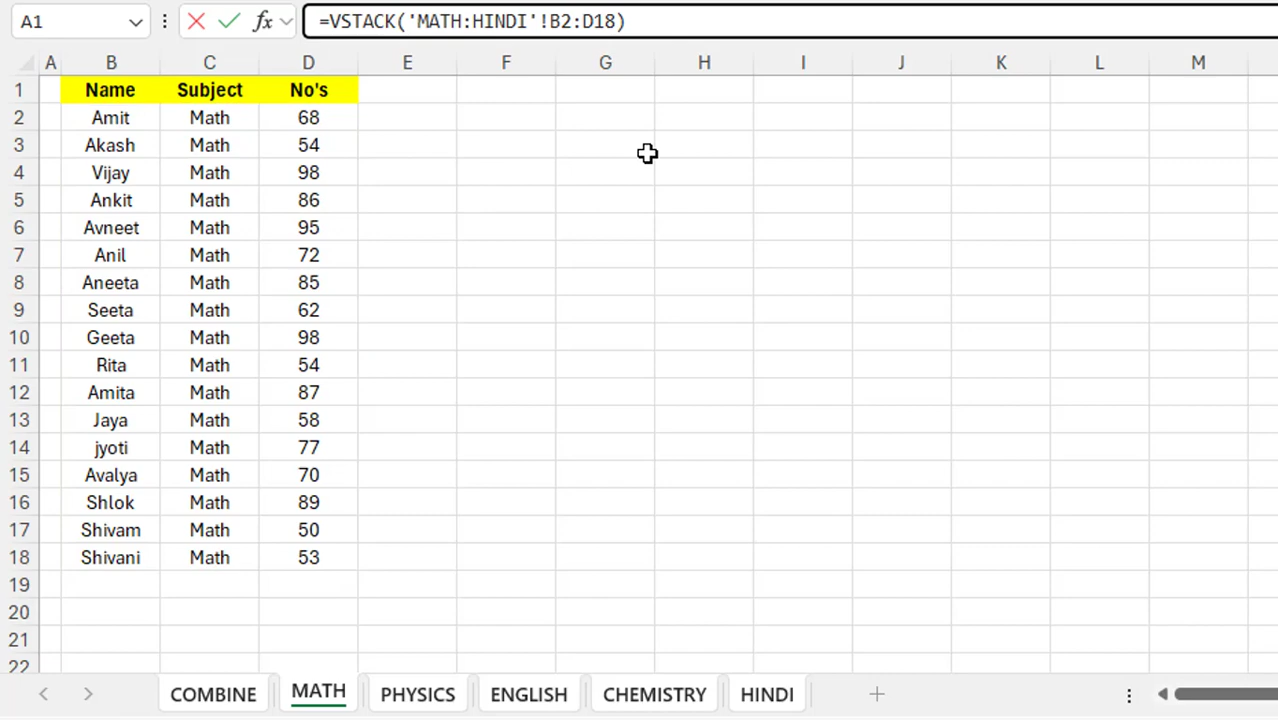 A1 fx =VSTACK('MATH:HINDI'!B2:D18)
A B C D E F G H I J K L M
1 Name Subject No's
2 Amit Math 68
3 Akash Math 54
4 Vijay Math 98
5 Ankit Math 86
6 Avneet Math 95
7 Anil Math 72
8 Aneeta Math 85
9 Seeta Math 62
10 Geeta Math 98
11 Rita Math 54
12 Amita Math 87
13 Jaya Math 58
14 jyoti Math 77
15 Avalya Math 70
16 Shlok Math 89
17 Shivam Math 50
18 Shivani Math 53
19
20
21
22
COMBINE MATH PHYSICS ENGLISH CHEMISTRY HINDI